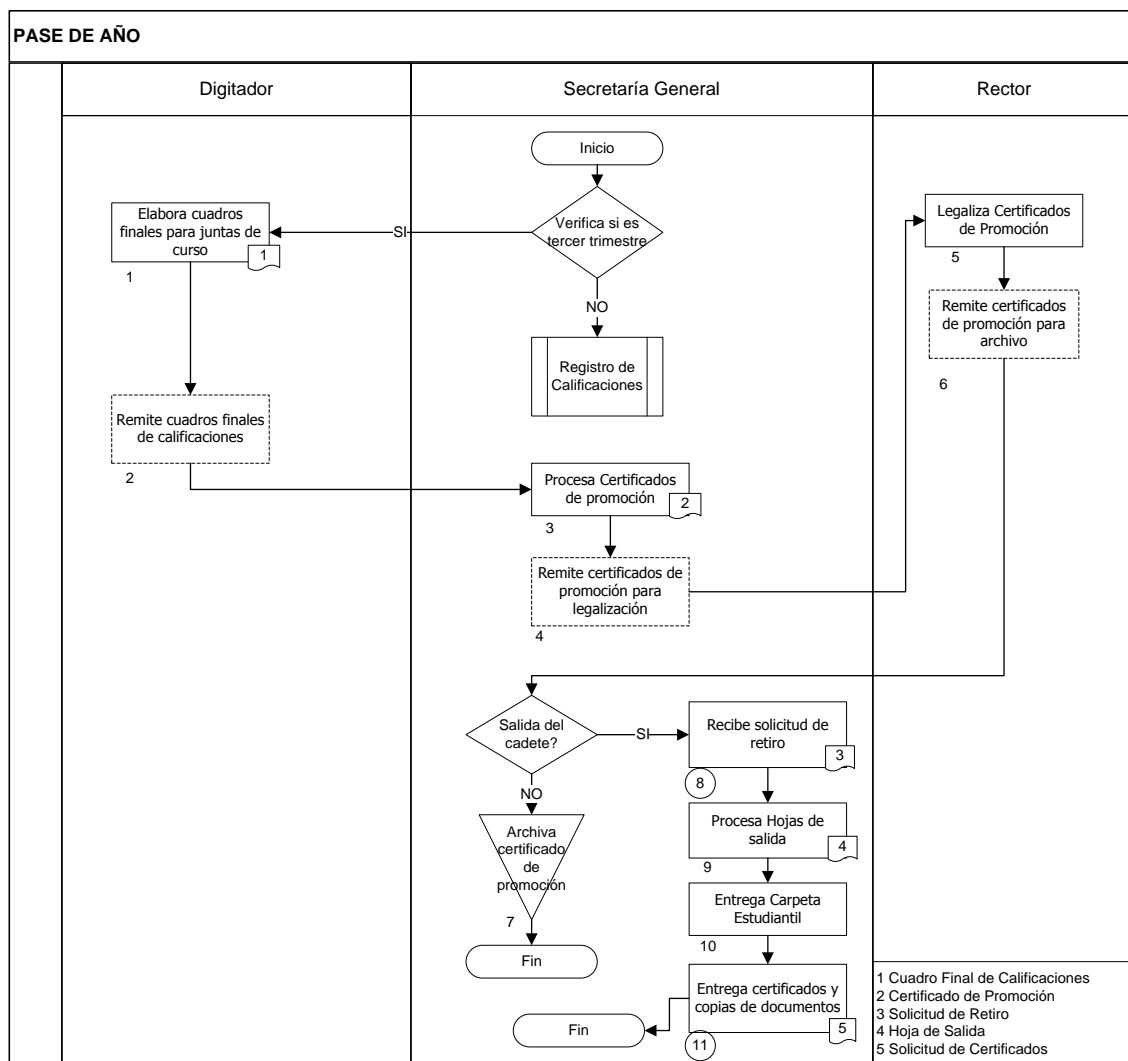 PASE DE AÑO
Digitador
Secretaría General
Rector
Inicio
Verifica si es
tercer trimestre
SI
NO
Elabora cuadros
finales para juntas de
curso
1
1
Registro de
Calificaciones
Remite cuadros finales
de calificaciones
2
Procesa Certificados
de promoción
2
3
Remite certificados de
promoción para
legalización
4
Legaliza Certificados
de Promoción
5
Remite certificados
de promoción para
archivo
6
Salida del
cadete?
SI
NO
Archiva
certificado
de
promoción
7
Fin
Recibe solicitud de
retiro
3
8
Procesa Hojas de
salida
4
9
Entrega Carpeta
Estudiantil
10
Entrega certificados y
copias de documentos
5
11
Fin
1 Cuadro Final de Calificaciones
2 Certificado de Promoción
3 Solicitud de Retiro
4 Hoja de Salida
5 Solicitud de Certificados